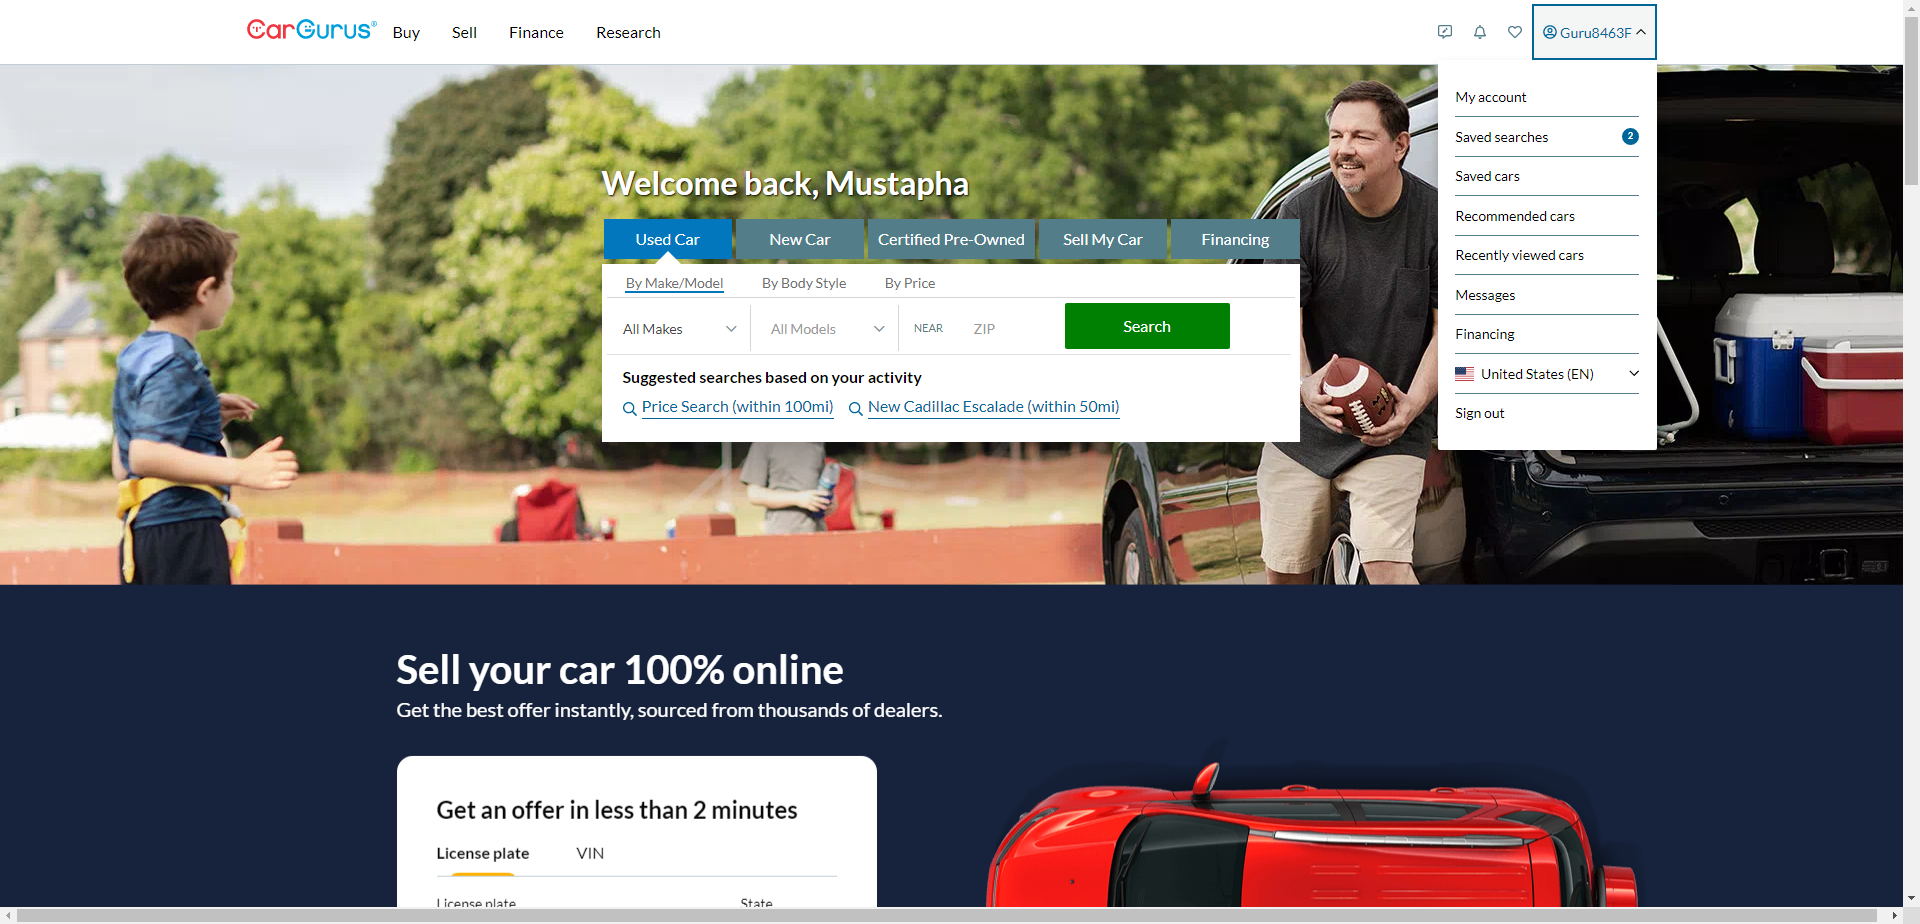 CarGurus®
Buy
Sell
Finance
Research
Guru8463F
My account
Saved searches
2
Saved cars
Recommended cars
Recently viewed cars
Messages
Financing
United States (EN)
Sign out
Welcome back, Mustapha
Used Car
New Car
Certified Pre-Owned
Sell My Car
Financing
By Make/Model
By Body Style
By Price
All Makes
All Models
NEAR
ZIP
Search
Suggested searches based on your activity
Price Search (within 100mi)
New Cadillac Escalade (within 50mi)
Sell your car 100% online
Get the best offer instantly, sourced from thousands of dealers.
Get an offer in less than 2 minutes
License plate
VIN
License plate
State